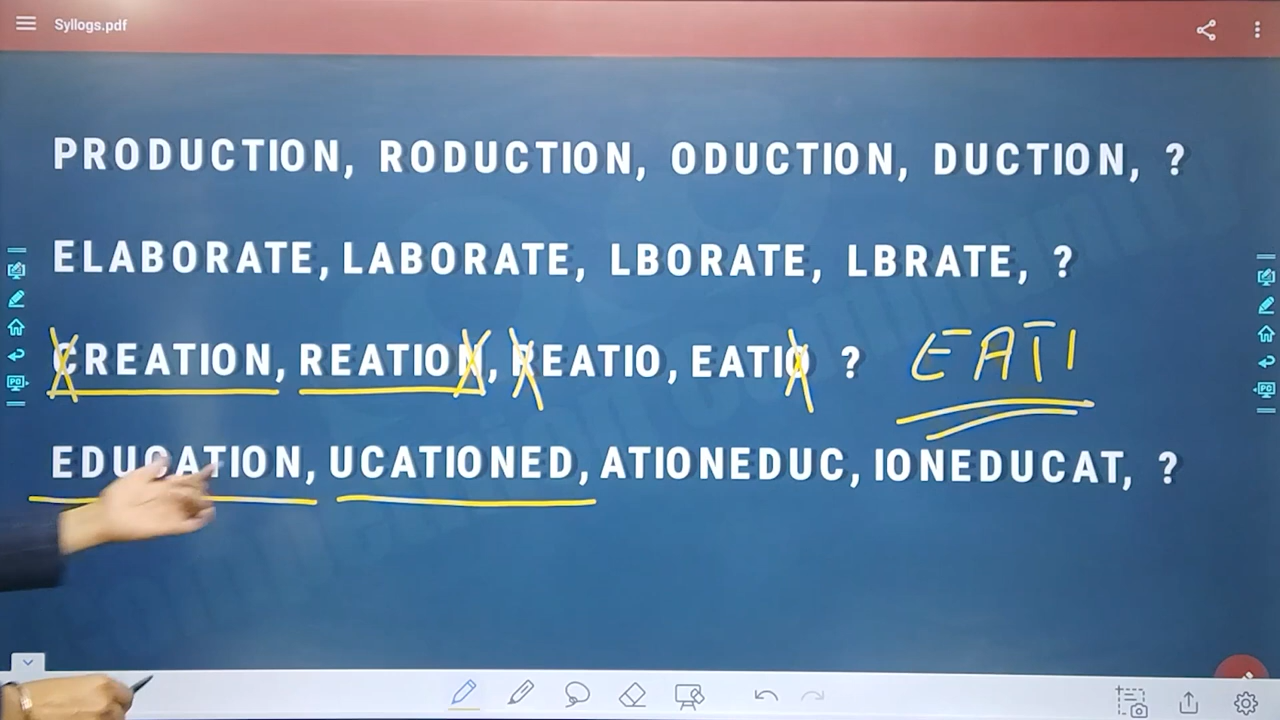 Syllogs.pdf
PRODUCTION, RODUCTION, ODUCTION, DUCTION, ?
ELABORATE, LABORATE, LBORATE, LBRATE, ?
CREATION, REATION, REATIO, EATIO ? EATI
EDUCATION, UCATIONED, ATIONEDUC, IONEDUCAT, ?